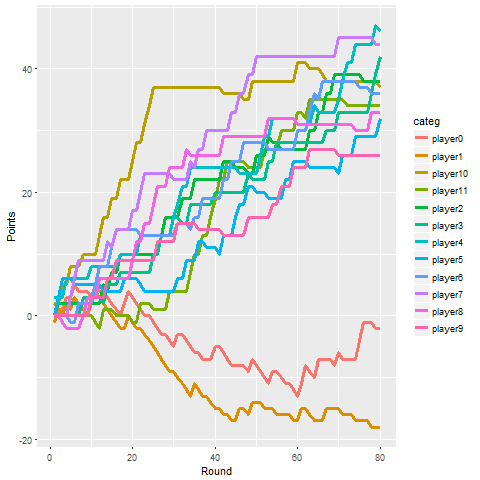 40
20
0
-20
Points
0
20
40
60
80
Round
categ
player0
player1
player10
player11
player2
player3
player4
player5
player6
player7
player8
player9